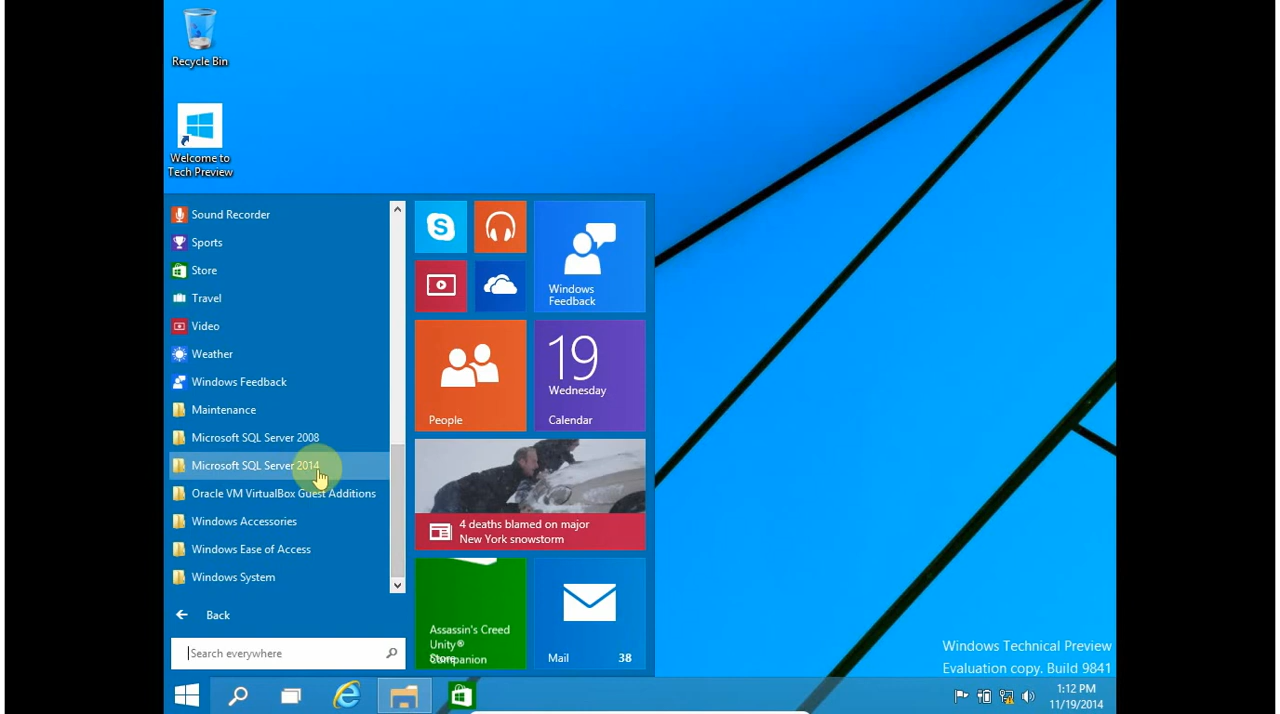 Recycle Bin
Welcome to
Tech Preview
Sound Recorder
Sports
Store
Travel
Video
Weather
Windows Feedback
Maintenance
Microsoft SQL Server 2008
Microsoft SQL Server 2014
Oracle VM VirtualBox Guest Additions
Windows Accessories
Windows Ease of Access
Windows System
Back
Search everywhere
S
Windows
Feedback
People
19
Wednesday
Calendar
4 deaths blamed on major
New York snowstorm
Assassin's Creed
Unity®
Companion
Store
Mail
38
Windows Technical Preview
Evaluation copy. Build 9841
1:12 PM
11/19/2014